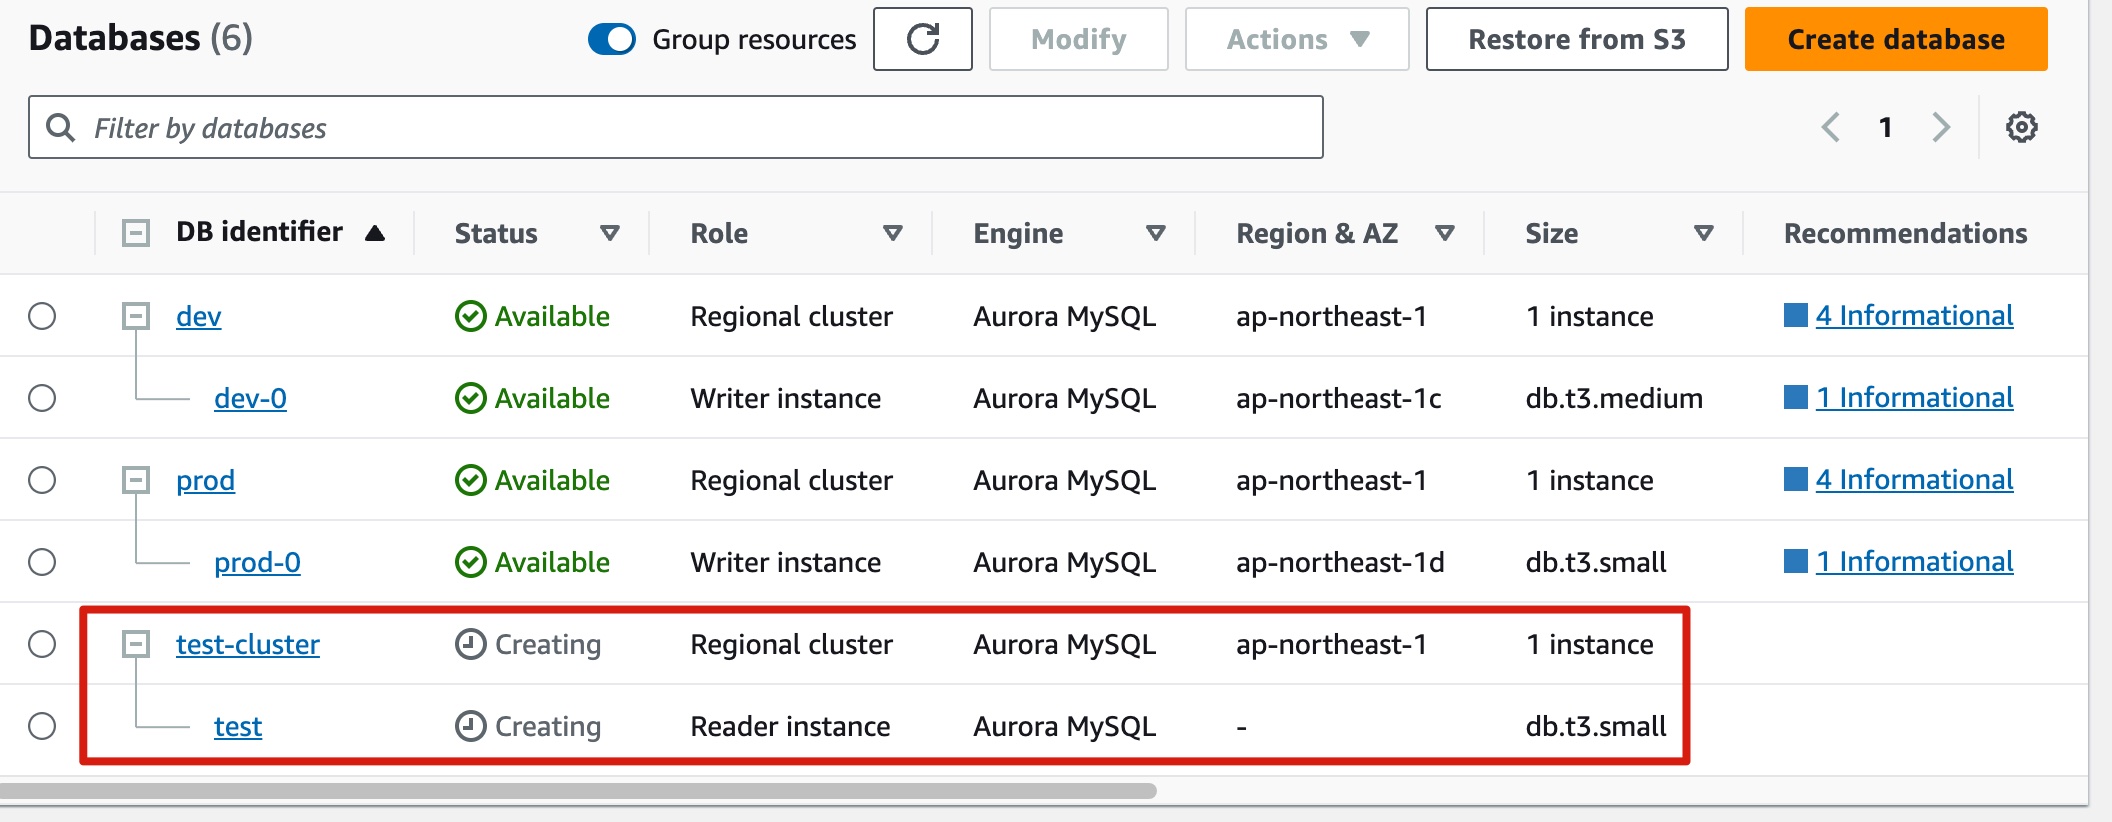 Databases (6) Group resources Modify Actions Restore from S3 Create database
Filter by databases 1
DB identifier Status Role Engine Region & AZ Size Recommendations
dev Available Regional cluster Aurora MySQL ap-northeast-1 1 instance 4 Informational
dev-0 Available Writer instance Aurora MySQL ap-northeast-1c db.t3.medium 1 Informational
prod Available Regional cluster Aurora MySQL ap-northeast-1 1 instance 4 Informational
prod-0 Available Writer instance Aurora MySQL ap-northeast-1d db.t3.small 1 Informational
test-cluster Creating Regional cluster Aurora MySQL ap-northeast-1 1 instance
test Creating Reader instance Aurora MySQL - db.t3.small